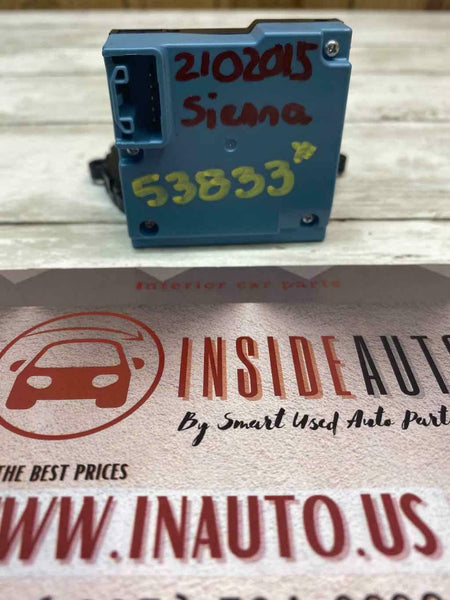 2102015
Sienna
53833
Interior car parts
INSIDEAUT
By Smart Used Auto Part
THE BEST PRICES
WWW.INAUTO.US